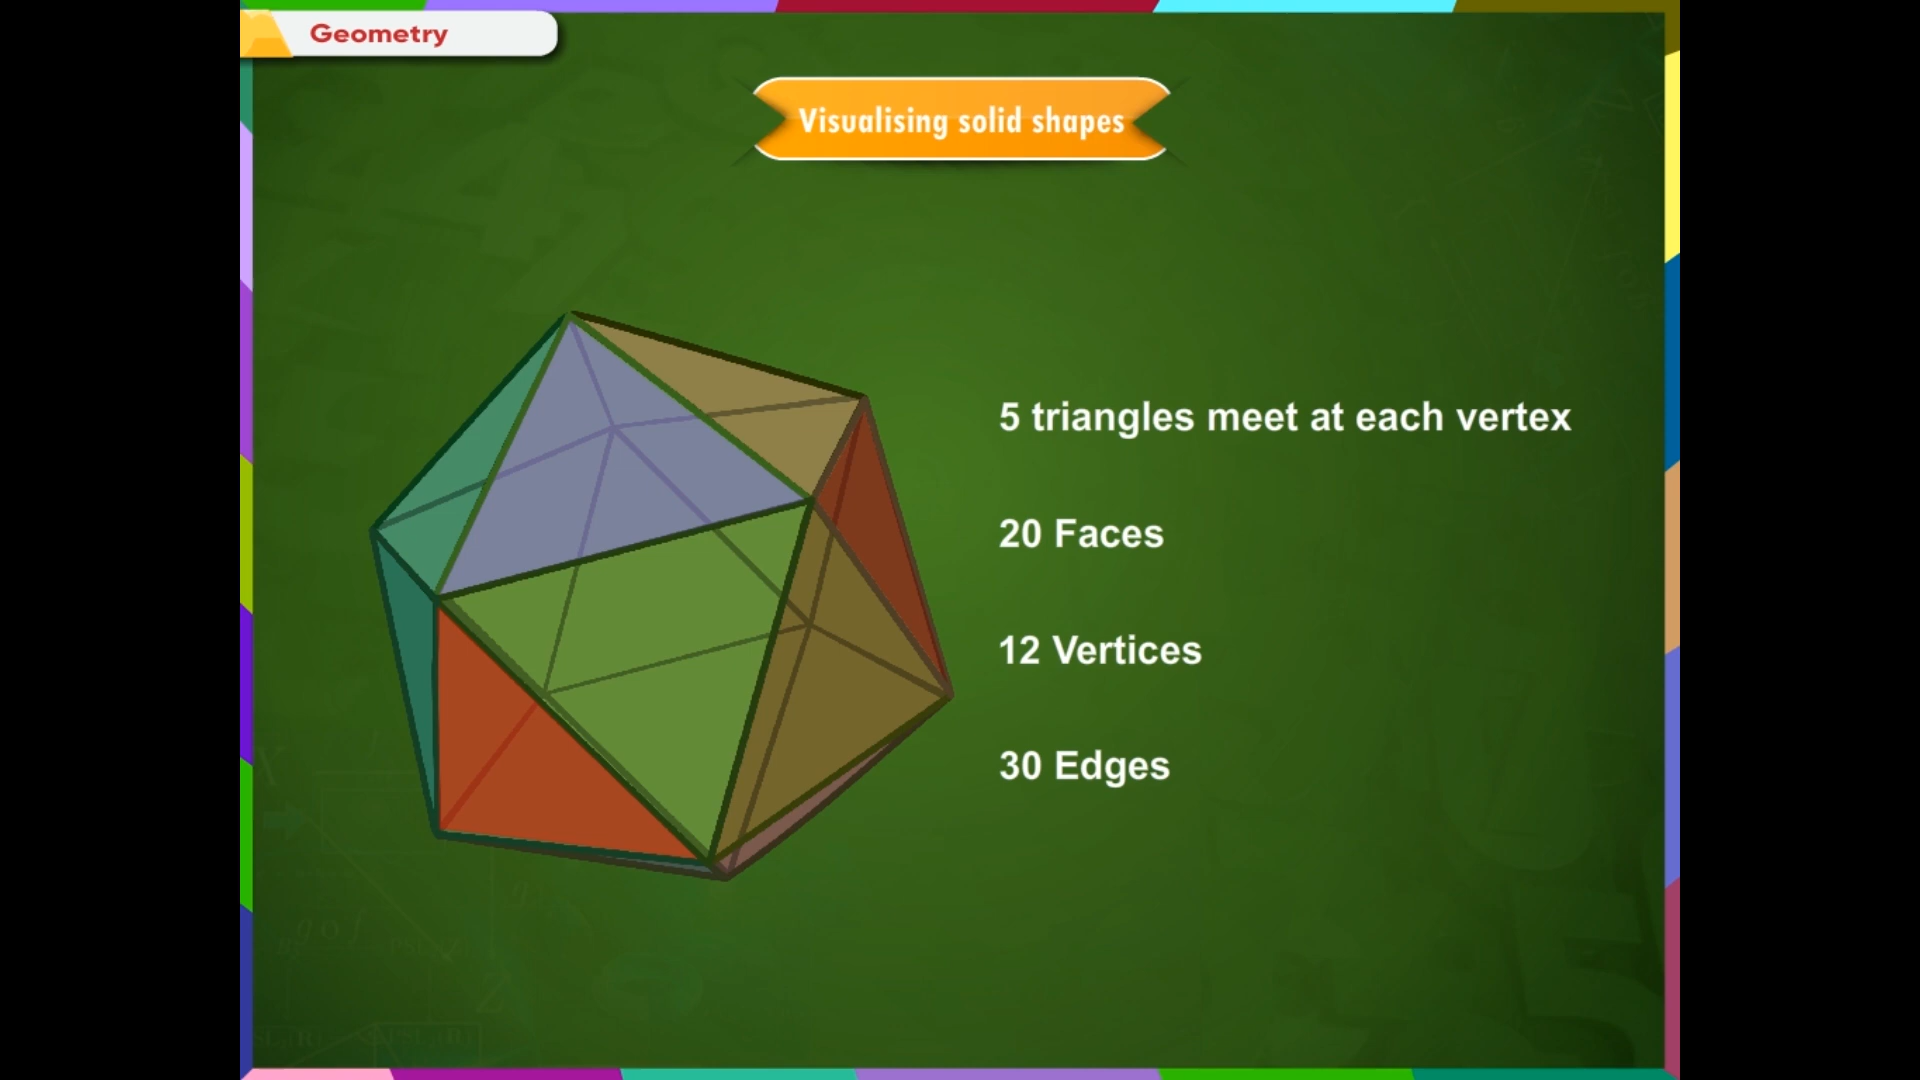 Geometry
Visualising solid shapes
5 triangles meet at each vertex
20 Faces
12 Vertices
30 Edges